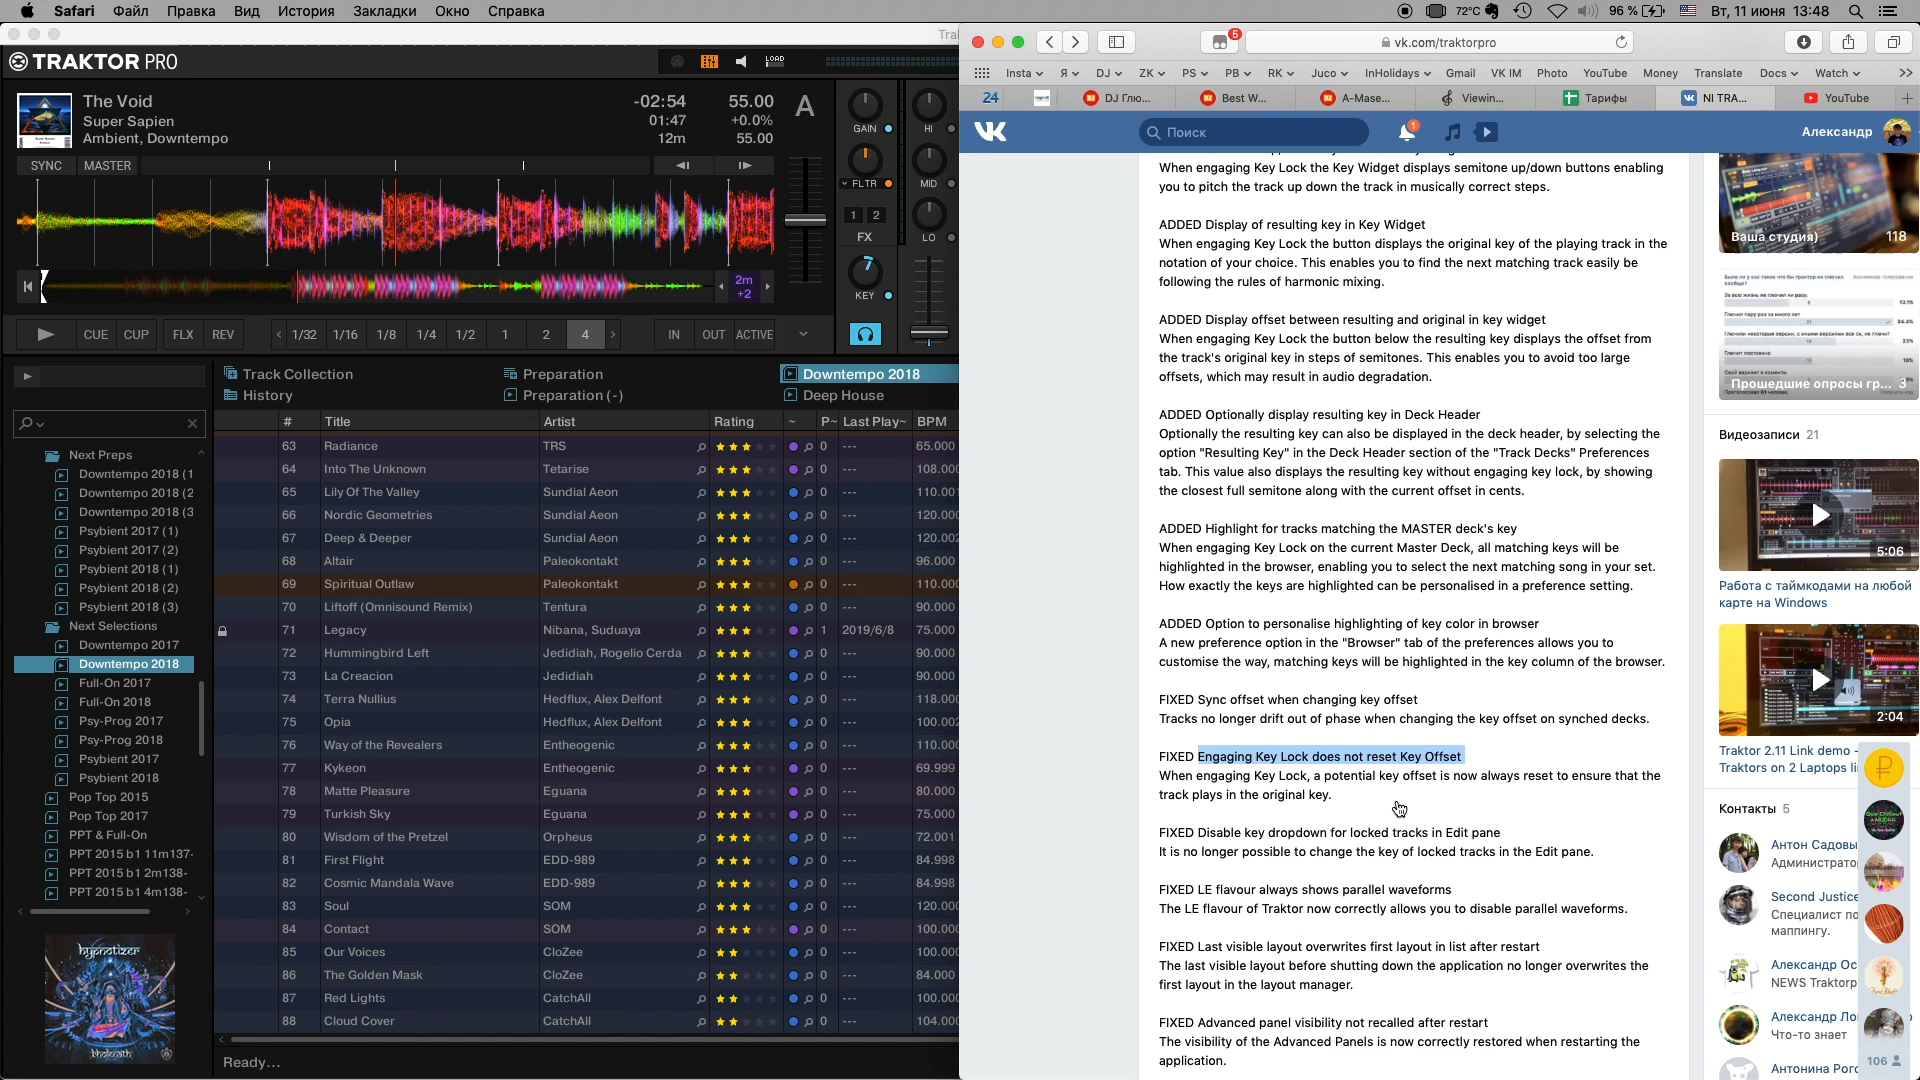 Safari Файл Правка Вид История Закладки Окно Справка 72°C 96 % Вт, 11 июня 13:48
TRAKTOR PRO
LOAD
The Void -02:54 55.00 A
Super Sapien 01:47 +0.0%
Ambient, Downtempo 12m 55.00
SYNC MASTER
GAIN HI
FLTR MID
1 2
FX LO
KEY
2m
+2
CUE CUP FLX REV 1/32 1/16 1/8 1/4 1/2 1 2 4 IN OUT ACTIVE
Track Collection Preparation Downtempo 2018
History Preparation (-) Deep House
# Title Artist Rating ~ P~ Last Play~ BPM
63 Radiance TRS 0 --- 65.000
64 Into The Unknown Tetarise 0 --- 108.000
65 Lily Of The Valley Sundial Aeon 0 --- 110.001
66 Nordic Geometries Sundial Aeon 0 --- 120.000
67 Deep & Deeper Sundial Aeon 0 --- 120.002
68 Altair Paleokontakt 0 --- 96.000
69 Spiritual Outlaw Paleokontakt 0 --- 110.000
70 Liftoff (Omnisound Remix) Tentura 0 --- 90.000
71 Legacy Nibana, Suduaya 1 2019/6/8 75.000
72 Hummingbird Left Jedidiah, Rogelio Cerda 0 --- 90.000
73 La Creacion Jedidiah 0 --- 90.000
74 Terra Nullius Hedflux, Alex Delfont 0 --- 118.000
75 Opia Hedflux, Alex Delfont 0 --- 100.002
76 Way of the Revealers Entheogenic 0 --- 110.000
77 Kykeon Entheogenic 0 --- 69.999
78 Matte Pleasure Eguana 0 --- 80.000
79 Turkish Sky Eguana 0 --- 75.000
80 Wisdom of the Pretzel Orpheus 0 --- 72.001
81 First Flight EDD-989 0 --- 84.998
82 Cosmic Mandala Wave EDD-989 0 --- 84.998
83 Soul SOM 0 --- 120.000
84 Contact SOM 0 --- 100.000
85 Our Voices CloZee 0 --- 100.000
86 The Golden Mask CloZee 0 --- 84.000
87 Red Lights CatchAll 0 --- 100.000
88 Cloud Cover CatchAll 0 --- 104.000
Next Preps
Downtempo 2018 (1
Downtempo 2018 (2
Downtempo 2018 (3
Psybient 2017 (1)
Psybient 2017 (2)
Psybient 2018 (1)
Psybient 2018 (2)
Psybient 2018 (3)
Next Selections
Downtempo 2017
Downtempo 2018
Full-On 2017
Full-On 2018
Psy-Prog 2017
Psy-Prog 2018
Psybient 2017
Psybient 2018
Pop Top 2015
Pop Top 2017
PPT & Full-On
PPT 2015 b1 11m137-
PPT 2015 b1 2m138-
PPT 2015 b1 4m138-
hypnotizer
bholenath
Ready...
5
vk.com/traktorpro
Insta Я DJ ZK PS PB RK Juco InHolidays Gmail VK IM Photo YouTube Money Translate Docs Watch
24 DJ Глю... Best W... A-Mase... Viewin... Тарифы NI TRA... YouTube
Поиск 1 Александр
When engaging Key Lock the Key Widget displays semitone up/down buttons enabling
you to pitch the track up down the track in musically correct steps.
ADDED Display of resulting key in Key Widget
When engaging Key Lock the button displays the original key of the playing track in the
notation of your choice. This enables you to find the next matching track easily be
following the rules of harmonic mixing.
ADDED Display offset between resulting and original in key widget
When engaging Key Lock the button below the resulting key displays the offset from
the track's original key in steps of semitones. This enables you to avoid too large
offsets, which may result in audio degradation.
ADDED Optionally display resulting key in Deck Header
Optionally the resulting key can also be displayed in the deck header, by selecting the
option "Resulting Key" in the Deck Header section of the "Track Decks" Preferences
tab. This value also displays the resulting key without engaging key lock, by showing
the closest full semitone along with the current offset in cents.
ADDED Highlight for tracks matching the MASTER deck's key
When engaging Key Lock on the current Master Deck, all matching keys will be
highlighted in the browser, enabling you to select the next matching song in your set.
How exactly the keys are highlighted can be personalised in a preference setting.
ADDED Option to personalise highlighting of key color in browser
A new preference option in the "Browser" tab of the preferences allows you to
customise the way, matching keys will be highlighted in the key column of the browser.
FIXED Sync offset when changing key offset
Tracks no longer drift out of phase when changing the key offset on synched decks.
FIXED Engaging Key Lock does not reset Key Offset
When engaging Key Lock, a potential key offset is now always reset to ensure that the
track plays in the original key.
FIXED Disable key dropdown for locked tracks in Edit pane
It is no longer possible to change the key of locked tracks in the Edit pane.
FIXED LE flavour always shows parallel waveforms
The LE flavour of Traktor now correctly allows you to disable parallel waveforms.
FIXED Last visible layout overwrites first layout in list after restart
The last visible layout before shutting down the application no longer overwrites the
first layout in the layout manager.
FIXED Advanced panel visibility not recalled after restart
The visibility of the Advanced Panels is now correctly restored when restarting the
application.
Ваша студия) 118
Прошедшие опросы гр... 3
Видеозаписи 21
5:06
Работа с таймкодами на любой
карте на Windows
2:04
Traktor 2.11 Link demo -
Traktors on 2 Laptops li
Контакты 5
Антон Садовы
Администратор
Second Justice
Специалист по
маппингу.
Александр Ос
NEWS Traktorp
Александр Ло
Что-то знает
Антонина Рого
106